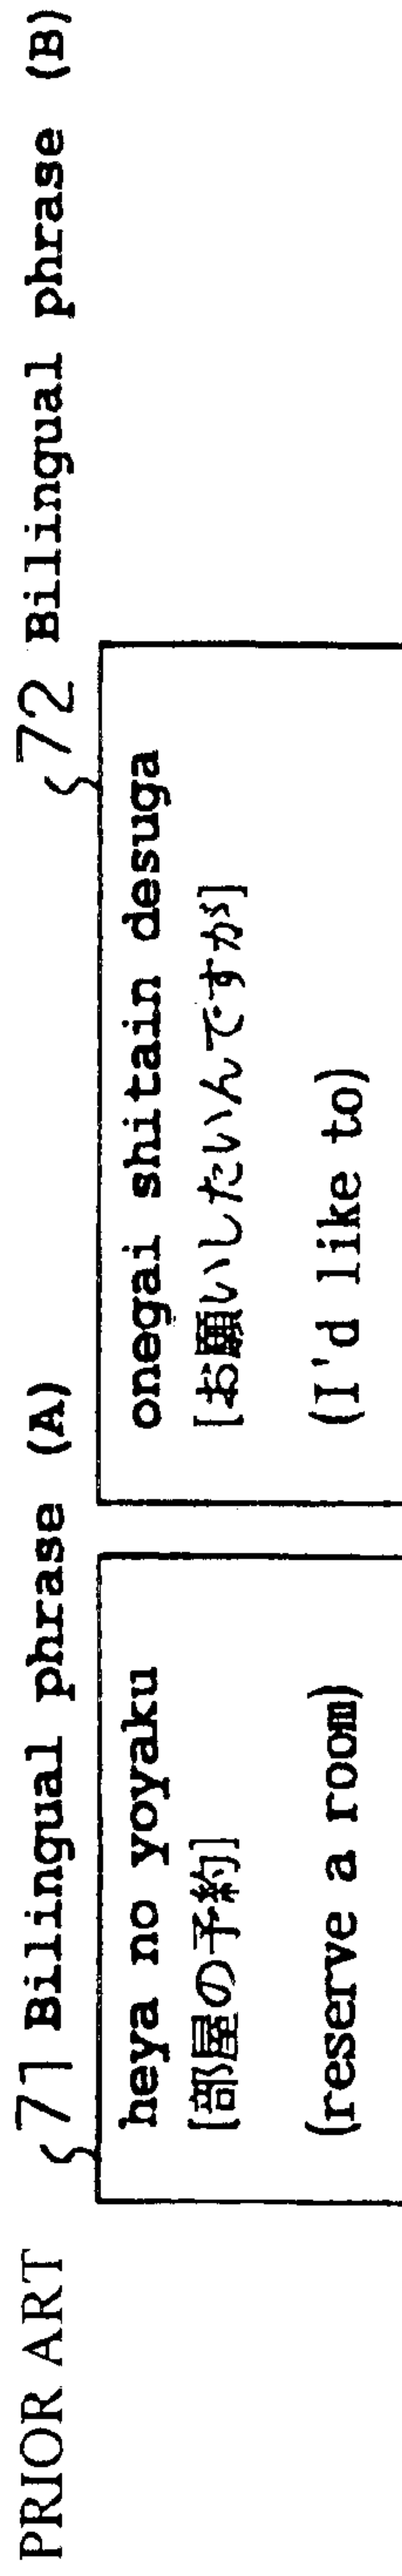 PRIOR ART
71 Bilingual phrase (A)
heya no yoyaku
[部屋の予約]
(reserve a room)
72 Bilingual phrase (B)
onegai shitain desuga
[お願いしたいんですが]
(I'd like to)